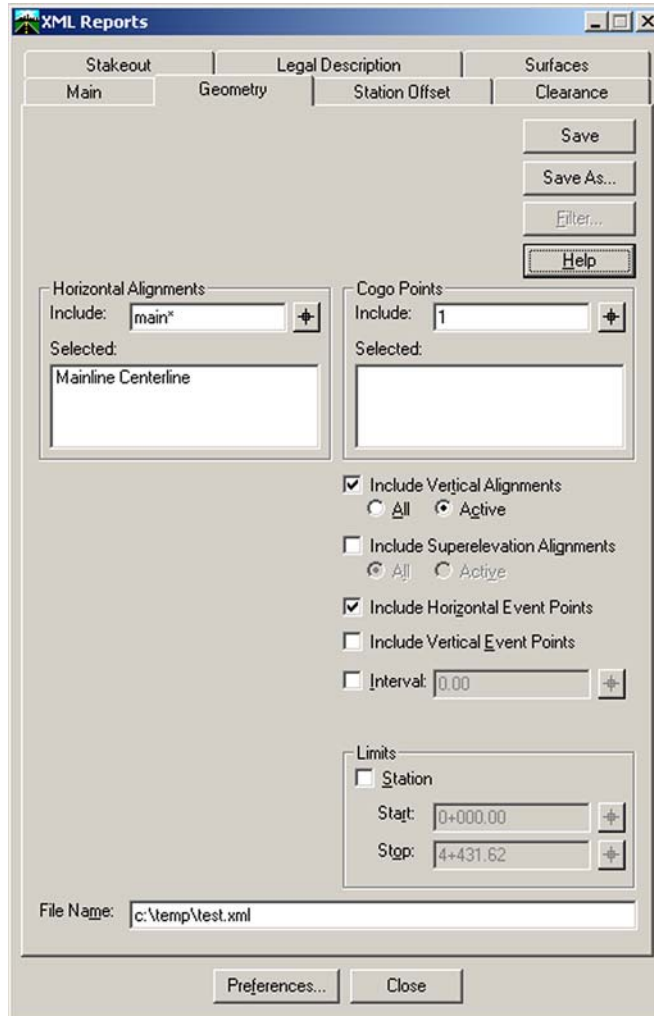 XML Reports
Stakeout Legal Description Surfaces
Main Geometry Station Offset Clearance
Save
Save As...
Filter...
Help
Horizontal Alignments
Include: main*
Selected:
Mainline Centerline
Cogo Points
Include: 1
Selected:
Include Vertical Alignments
All Active
Include Superelevation Alignments
All Active
Include Horizontal Event Points
Include Vertical Event Points
Interval: 0.00
Limits
Station
Start: 0+000.00
Stop: 4+431.62
File Name: c:\temp\test.xml
Preferences... Close